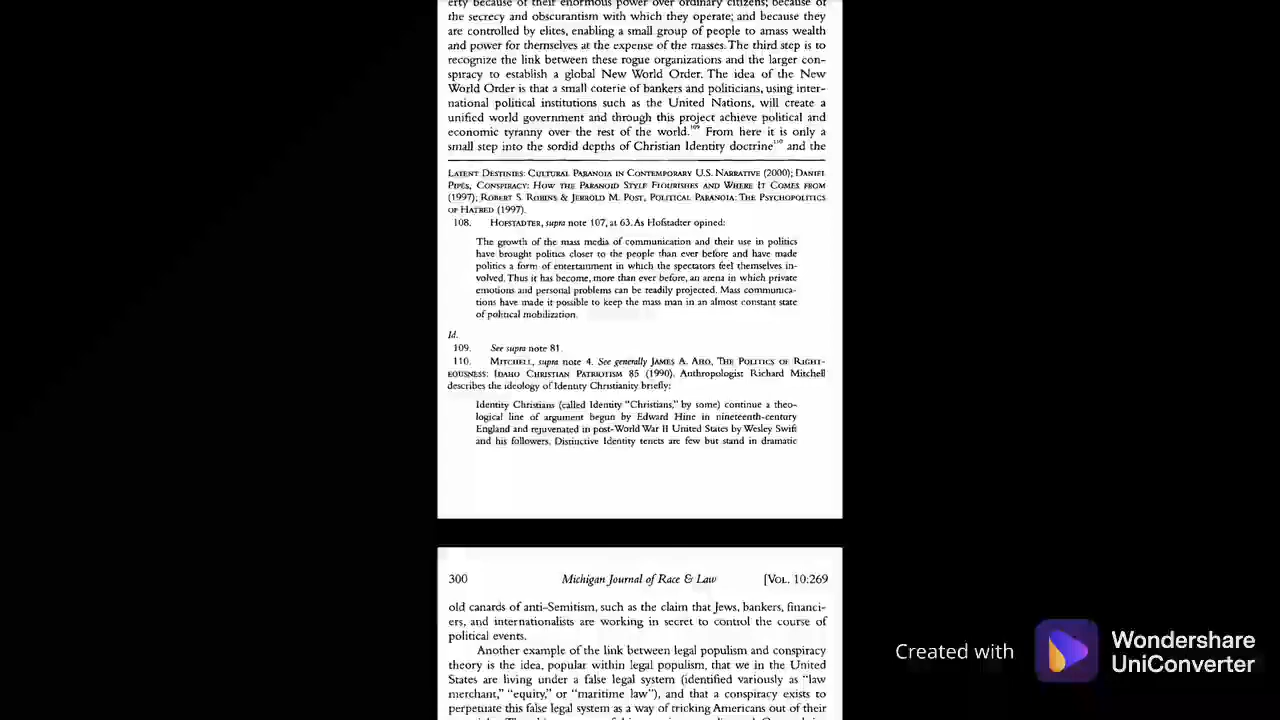 erty because of their enormous power over ordinary citizens; because of
the secrecy and obscurantism with which they operate; and because they
are controlled by elites, enabling a small group of people to amass wealth
and power for themselves at the expense of the masses. The third step is to
recognize the link between these rogue organizations and the larger con-
spiracy to establish a global New World Order. The idea of the New
World Order is that a small coterie of bankers and politicians, using inter-
national political institutions such as the United Nations, will create a
unified world government and through this project achieve political and
economic tyranny over the rest of the world.109 From here it is only a
small step into the sordid depths of Christian Identity doctrine110 and the
LATENT DESTINIES: CULTURAL PARANOIA IN CONTEMPORARY U.S. NARRATIVE (2000); DANIEL
PIPES, CONSPIRACY: HOW THE PARANOID STYLE FLOURISHES AND WHERE IT COMES FROM
(1997); ROBERT S. ROBINS & JERROLD M. POST, POLITICAL PARANOIA: THE PSYCHOPOLITICS
OF HATRED (1997).
108. HOFSTADTER, supra note 107, at 63. As Hofstadter opined:
The growth of the mass media of communication and their use in politics
have brought politics closer to the people than ever before and have made
politics a form of entertainment in which the spectators feel themselves in-
volved. Thus it has become, more than ever before, an arena in which private
emotions and personal problems can be readily projected. Mass communica-
tions have made it possible to keep the mass man in an almost constant state
of political mobilization.
Id.
109. See supra note 81.
110. MITCHELL, supra note 4. See generally JAMES A. AHO, THE POLITICS OF RIGHT-
EOUSNESS: IDAHO CHRISTIAN PATRIOTISM 85 (1990). Anthropologist Richard Mitchell
describes the ideology of Identity Christianity briefly:
Identity Christians (called Identity "Christians," by some) continue a theo-
logical line of argument begun by Edward Hine in nineteenth-century
England and rejuvenated in post-World War II United States by Wesley Swift
and his followers. Distinctive Identity tenets are few but stand in dramatic
300 Michigan Journal of Race & Law [VOL. 10:269
old canards of anti-Semitism, such as the claim that Jews, bankers, financi-
ers, and internationalists are working in secret to control the course of
political events.
Another example of the link between legal populism and conspiracy
theory is the idea, popular within legal populism, that we in the United
States are living under a false legal system (identified variously as "law
merchant," "equity," or "maritime law"), and that a conspiracy exists to
perpetuate this false legal system as a way of tricking Americans out of their
Created with
Wondershare
UniConverter